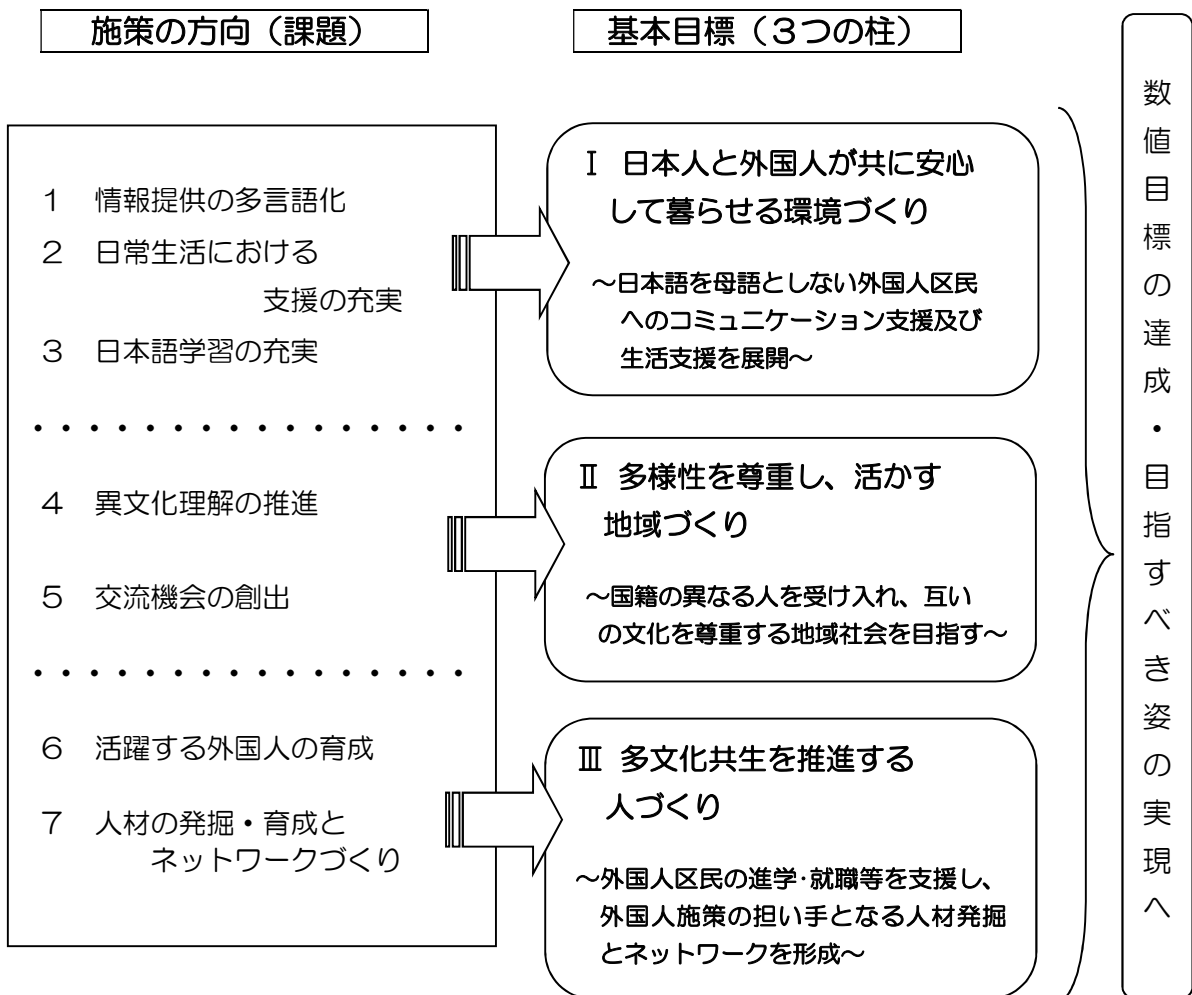 施策の方向（課題）
基本目標（３つの柱）
１　情報提供の多言語化
２　日常生活における
支援の充実
３　日本語学習の充実
・・・・・・・・・・・・・・・・
４　異文化理解の推進
５　交流機会の創出
・・・・・・・・・・・・・・・・
６　活躍する外国人の育成
７　人材の発掘・育成と
ネットワークづくり
Ⅰ　日本人と外国人が共に安心
して暮らせる環境づくり
～日本語を母語としない外国人区民
へのコミュニケーション支援及び
生活支援を展開～
Ⅱ　多様性を尊重し、活かす
地域づくり
～国籍の異なる人を受け入れ、互い
の文化を尊重する地域社会を目指す～
Ⅲ　多文化共生を推進する
人づくり
～外国人区民の進学･就職等を支援し、
外国人施策の担い手となる人材発掘
とネットワークを形成～
数値目標の達成・目指すべき姿の実現へ